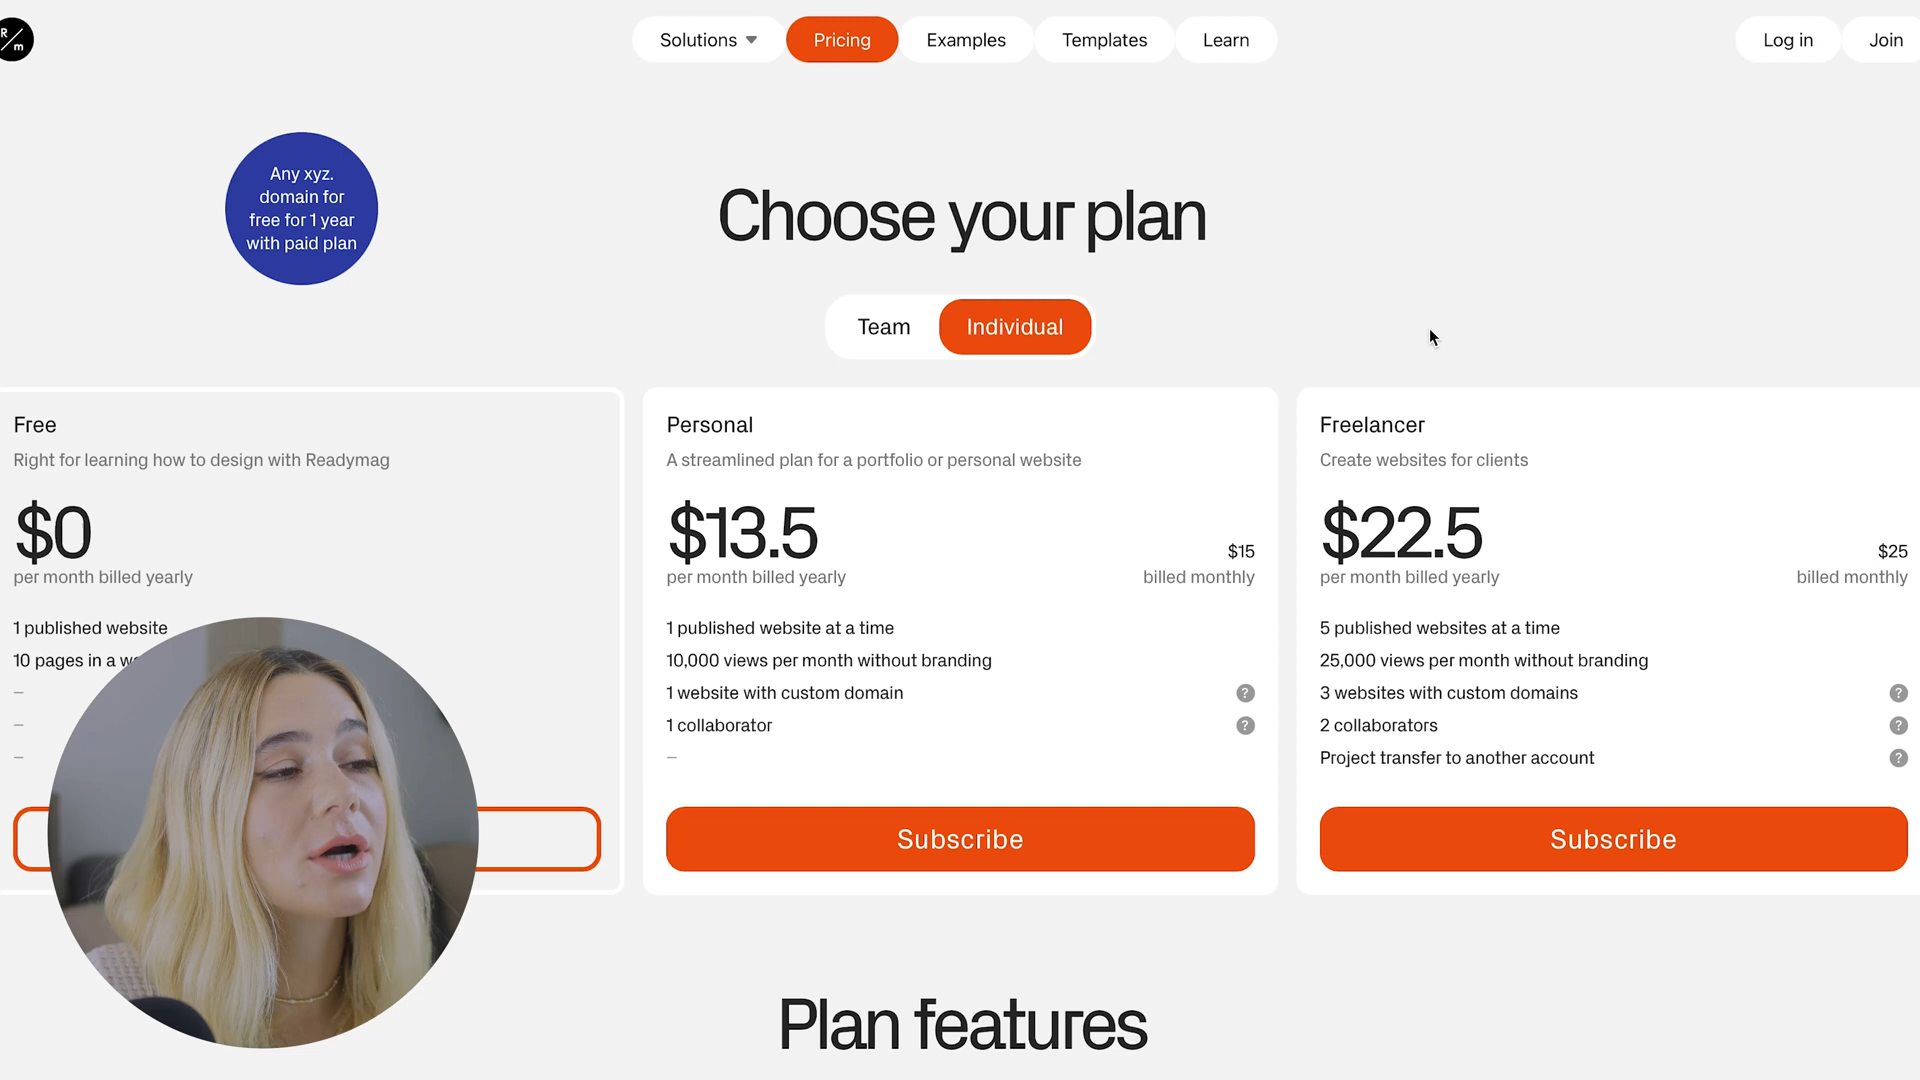 R
m
Solutions
Pricing
Examples
Templates
Learn
Log in
Join
Any xyz.
domain for
free for 1 year
with paid plan
Choose your plan
Team
Individual
Free
Right for learning how to design with Readymag
$0
per month billed yearly
1 published website
10 pages in a
–
–
–
Personal
A streamlined plan for a portfolio or personal website
$13.5
$15
per month billed yearly
billed monthly
1 published website at a time
10,000 views per month without branding
1 website with custom domain
?
1 collaborator
?
–
Subscribe
Freelancer
Create websites for clients
$22.5
$25
per month billed yearly
billed monthly
5 published websites at a time
25,000 views per month without branding
3 websites with custom domains
?
2 collaborators
?
Project transfer to another account
?
Subscribe
Plan features